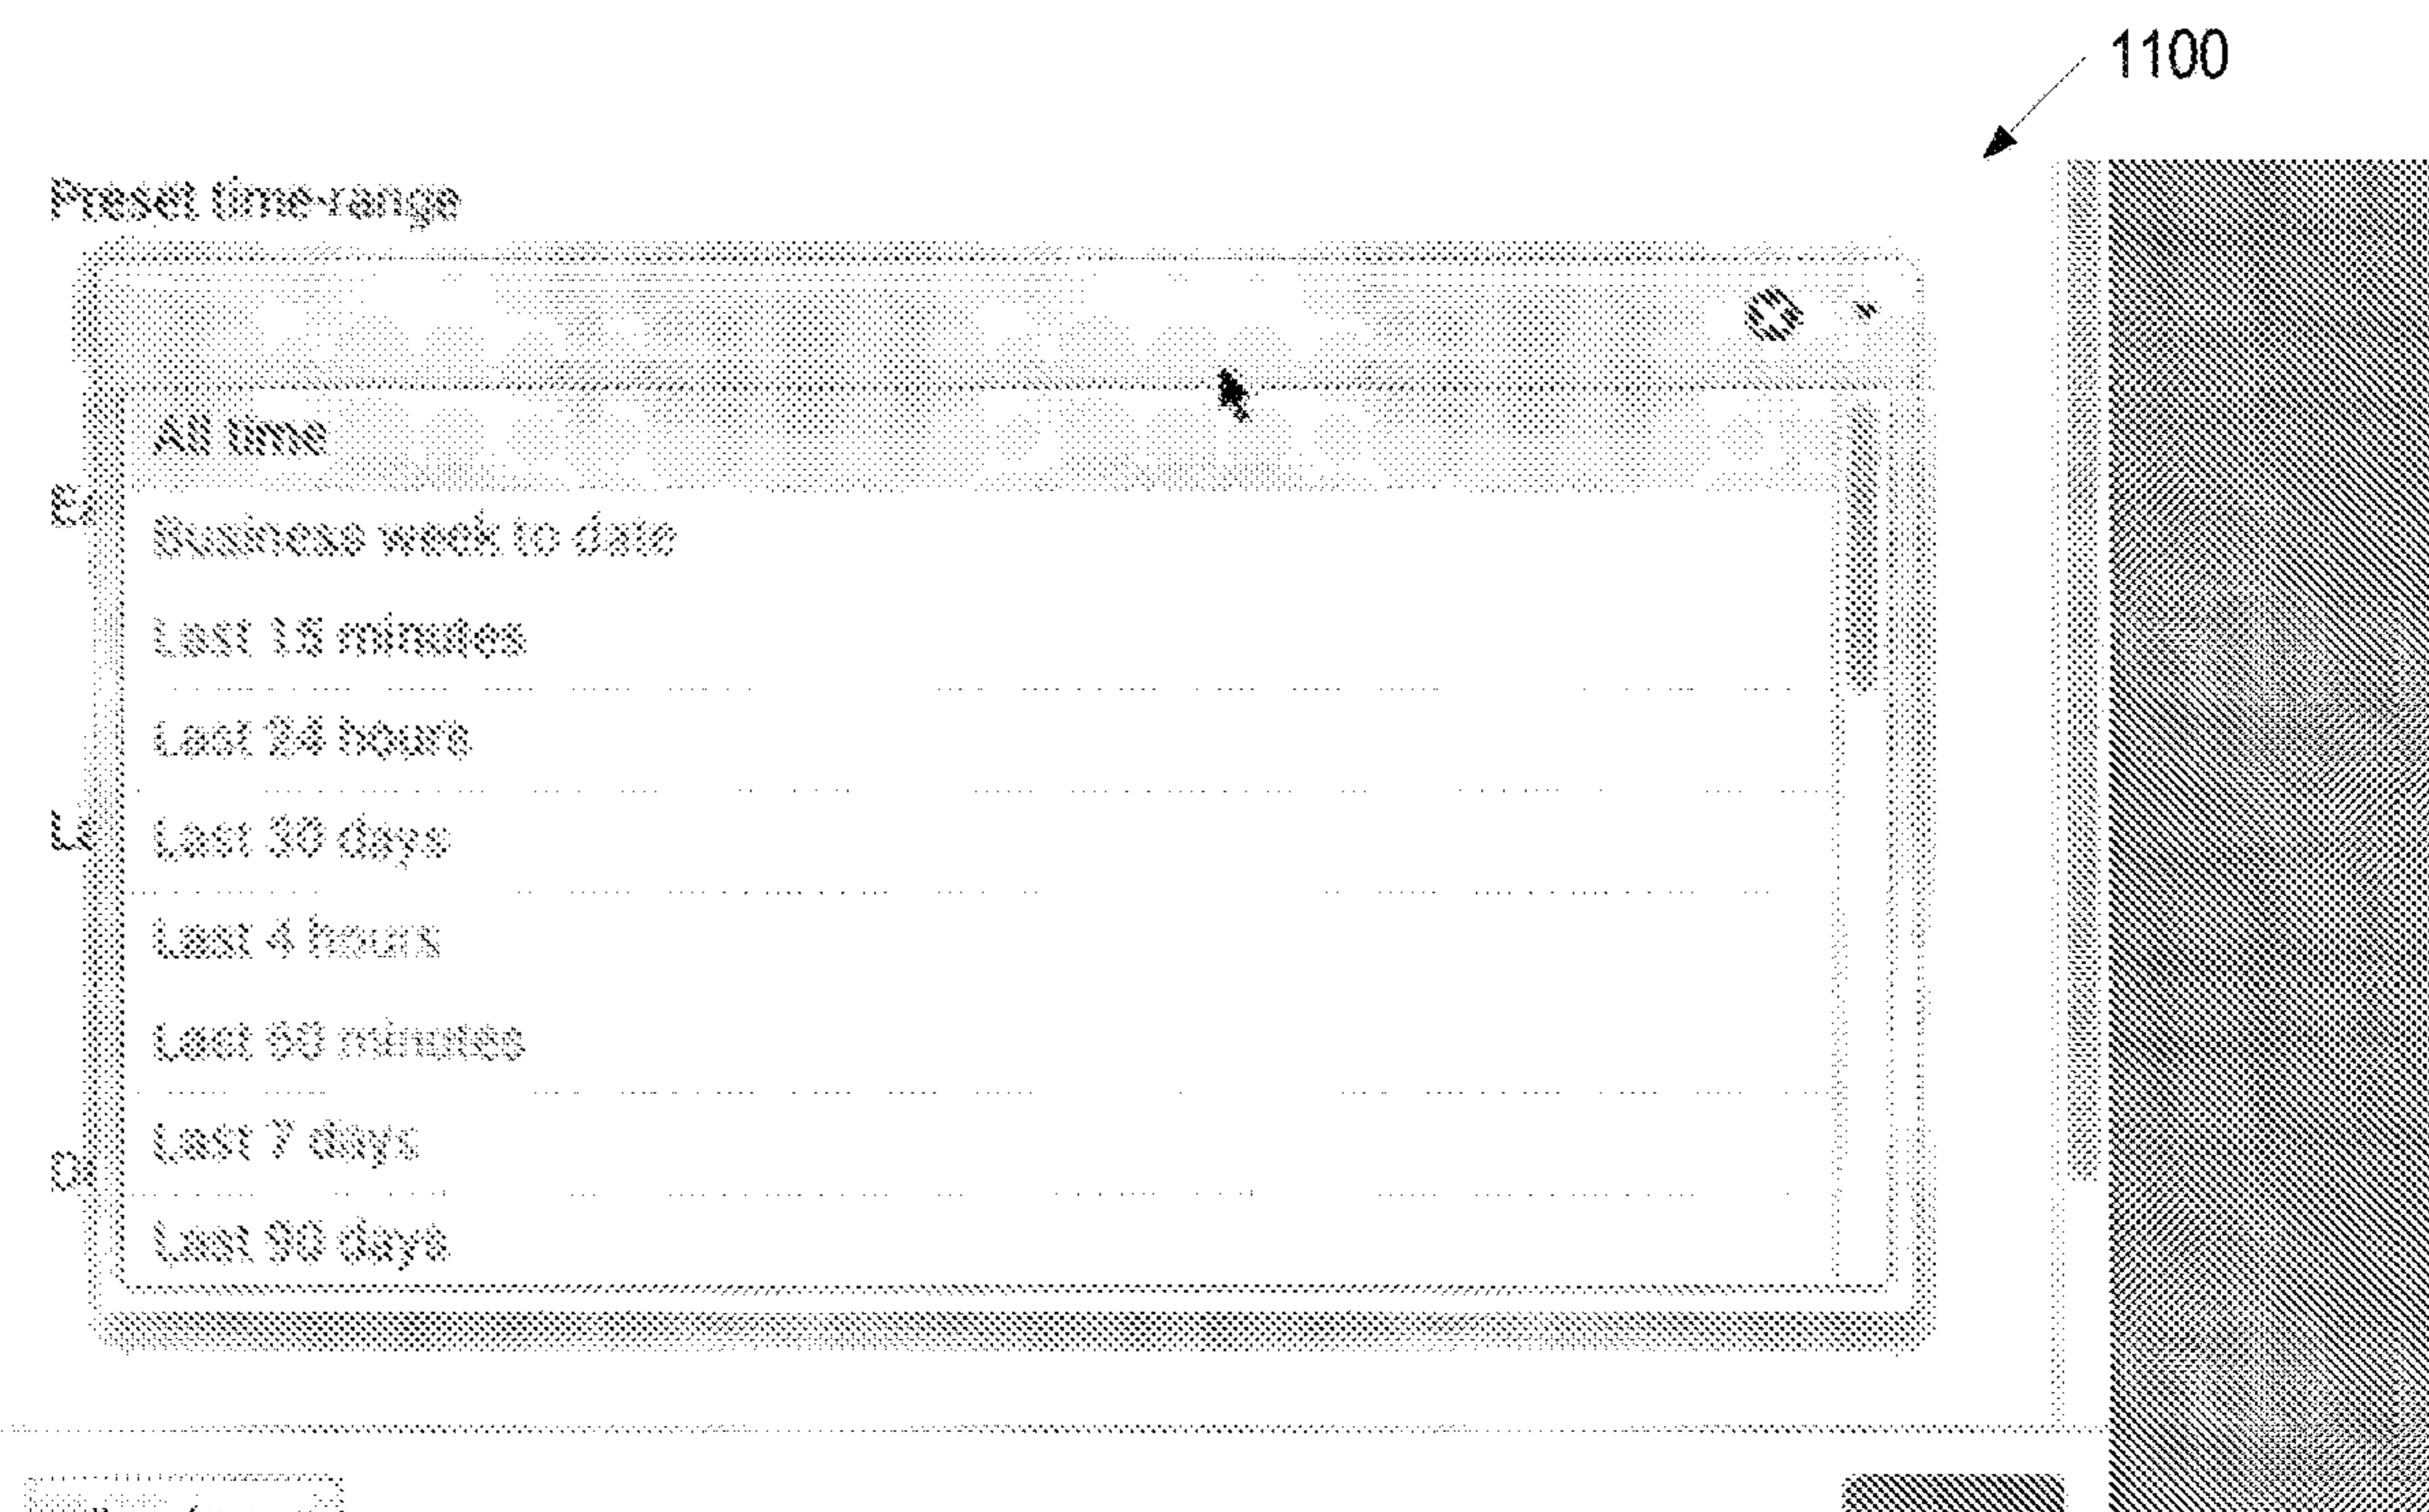 1100
Preset time-range
All time
Business week to date
Last 15 minutes
Last 24 hours
Last 30 days
Last 4 hours
Last 60 minutes
Last 7 days
Last 90 days